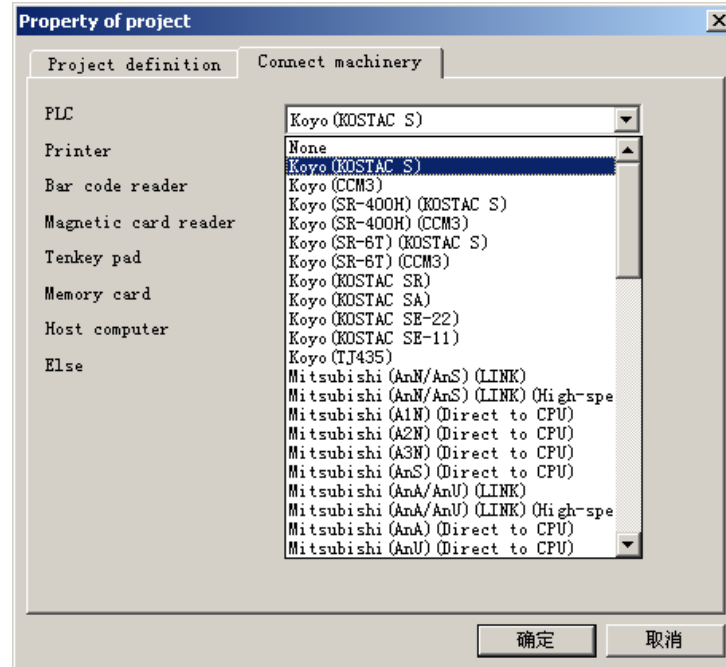 Property of project
Project definition
Connect machinery
PLC
Koyo(KOSTAC S)
Printer
Bar code reader
Magnetic card reader
Tenkey pad
Memory card
Host computer
Else
None
Koyo(KOSTAC S)
Koyo(CCM3)
Koyo(SR-400H)(KOSTAC S)
Koyo(SR-400H)(CCM3)
Koyo(SR-6T)(KOSTAC S)
Koyo(SR-6T)(CCM3)
Koyo(KOSTAC SR)
Koyo(KOSTAC SA)
Koyo(KOSTAC SE-22)
Koyo(KOSTAC SE-11)
Koyo(TJ435)
Mitsubishi(AnN/AnS)(LINK)
Mitsubishi(AnN/AnS)(LINK)(High-spe
Mitsubishi(A1N)(Direct to CPU)
Mitsubishi(A2N)(Direct to CPU)
Mitsubishi(A3N)(Direct to CPU)
Mitsubishi(AnS)(Direct to CPU)
Mitsubishi(AnA/AnU)(LINK)
Mitsubishi(AnA/AnU)(LINK)(High-spe
Mitsubishi(AnA)(Direct to CPU)
Mitsubishi(AnU)(Direct to CPU)
确定
取消